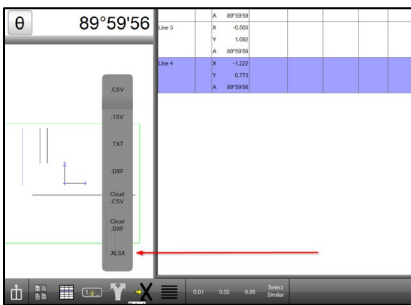 θ 89°59'56
A 89°59'59
Line 3 X -0.503
Y 1.092
A 89°59'59
Line 4 X -1.222
Y 0.773
A 89°59'56
.CSV
.TSV
.TXT
.DXF
Cloud
.CSV
Cloud
.DXF
.XLSX
0.01 0.02 0.05 Select
Similar